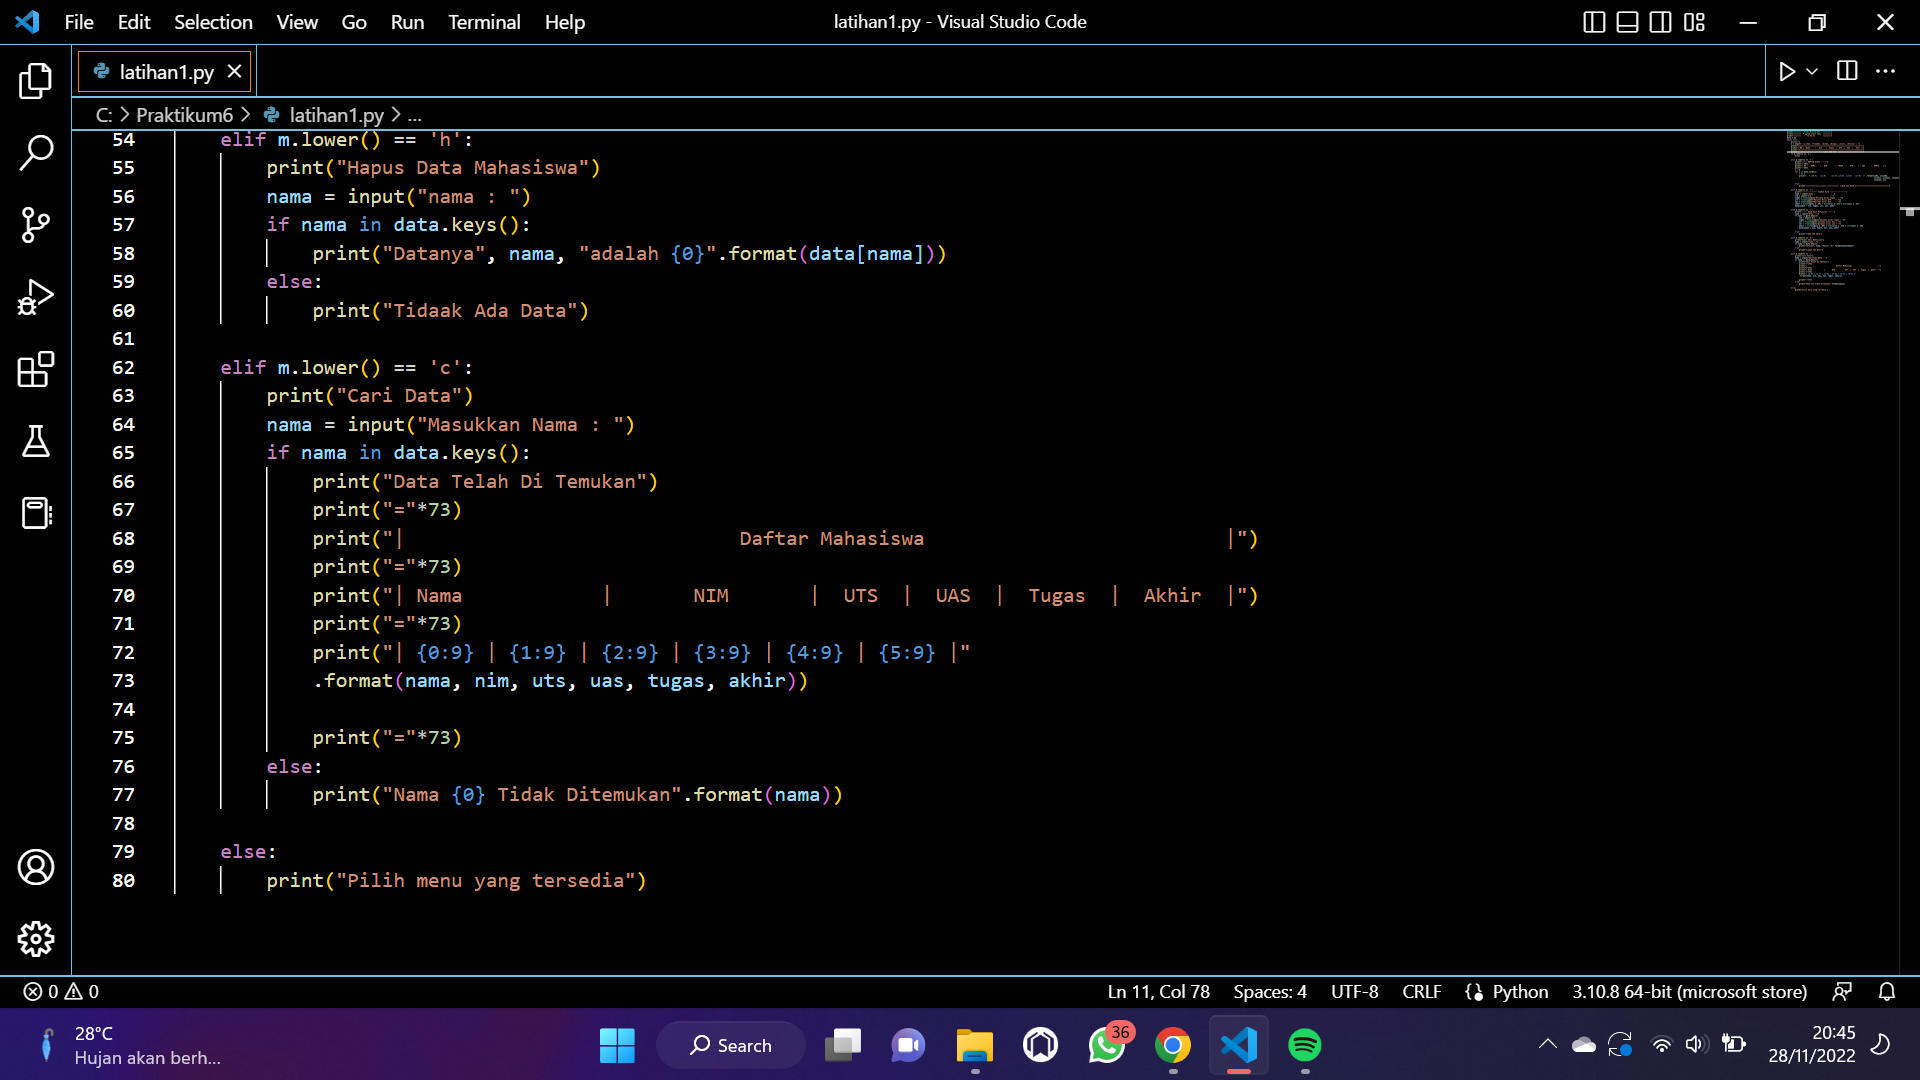 File Edit Selection View Go Run Terminal Help
latihan1.py - Visual Studio Code
latihan1.py
C: > Praktikum6 > latihan1.py > ...
54 elif m.lower() == 'h':
55 print("Hapus Data Mahasiswa")
56 nama = input("nama : ")
57 if nama in data.keys():
58 print("Datanya", nama, "adalah {0}".format(data[nama]))
59 else:
60 print("Tidaak Ada Data")
61
62 elif m.lower() == 'c':
63 print("Cari Data")
64 nama = input("Masukkan Nama : ")
65 if nama in data.keys():
66 print("Data Telah Di Temukan")
67 print("="*73)
68 print("|                             Daftar Mahasiswa                          |")
69 print("="*73)
70 print("| Nama            |       NIM       |  UTS  |  UAS  |  Tugas  |  Akhir  |")
71 print("="*73)
72 print("| {0:9} | {1:9} | {2:9} | {3:9} | {4:9} | {5:9} |"
73 .format(nama, nim, uts, uas, tugas, akhir))
74
75 print("="*73)
76 else:
77 print("Nama {0} Tidak Ditemukan".format(nama))
78
79 else:
80 print("Pilih menu yang tersedia")
0 0
Ln 11, Col 78 Spaces: 4 UTF-8 CRLF Python 3.10.8 64-bit (microsoft store)
28°C
Hujan akan berh...
Search
36
20:45
28/11/2022